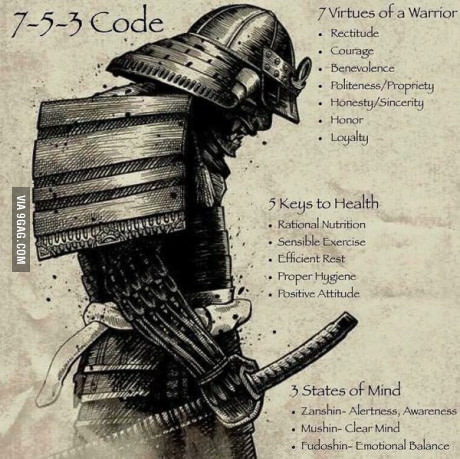 7-5-3 Code
7 Virtues of a Warrior
• Rectitude
• Courage
• Benevolence
• Politeness/Propriety
• Honesty/Sincerity
• Honor
• Loyalty
5 Keys to Health
• Rational Nutrition
• Sensible Exercise
• Efficient Rest
• Proper Hygiene
• Positive Attitude
3 States of Mind
• Zanshin- Alertness, Awareness
• Mushin- Clear Mind
• Fudoshin- Emotional Balance
VIA 9GAG.COM